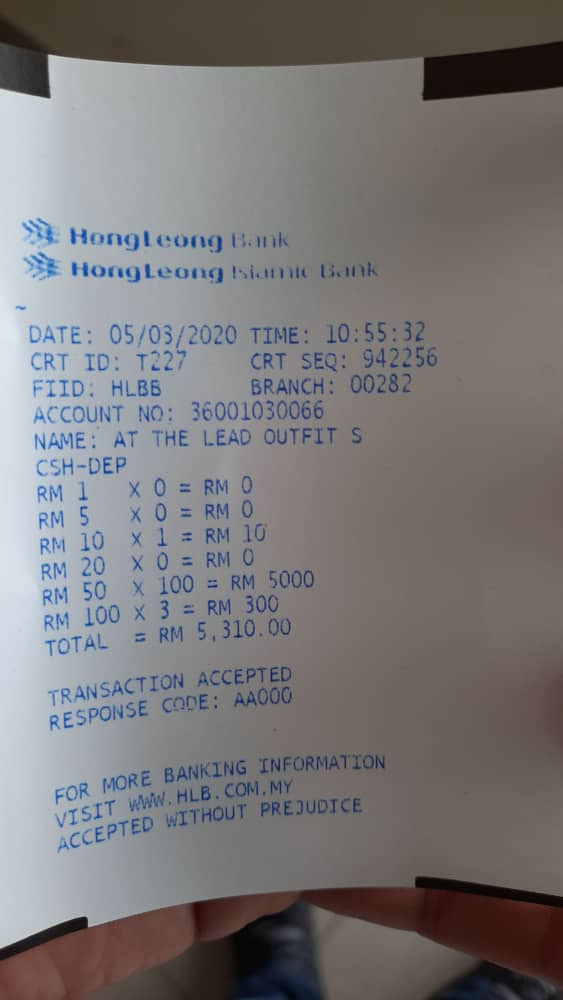 HongLeong Bank
HongLeong Islamic Bank
~
DATE: 05/03/2020 TIME: 10:55:32
CRT ID: T227 CRT SEQ: 942256
FIID: HLBB BRANCH: 00282
ACCOUNT NO: 36001030066
NAME: AT THE LEAD OUTFIT S
CSH-DEP
RM 1 X 0 = RM 0
RM 5 X 0 = RM 0
RM 10 X 1 = RM 10
RM 20 X 0 = RM 0
RM 50 X 100 = RM 5000
RM 100 X 3 = RM 300
TOTAL = RM 5,310.00
TRANSACTION ACCEPTED
RESPONSE CODE: AA000
FOR MORE BANKING INFORMATION
VISIT WWW.HLB.COM.MY
ACCEPTED WITHOUT PREJUDICE